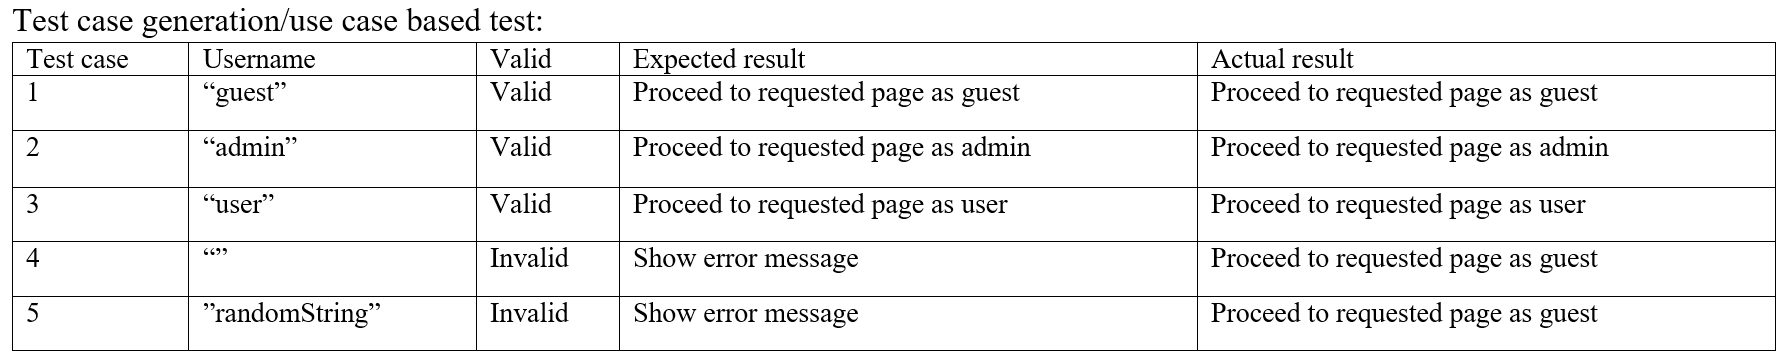 Test case generation/use case based test:
Test case Username Valid Expected result Actual result
1 “guest” Valid Proceed to requested page as guest Proceed to requested page as guest
2 “admin” Valid Proceed to requested page as admin Proceed to requested page as admin
3 “user” Valid Proceed to requested page as user Proceed to requested page as user
4 “” Invalid Show error message Proceed to requested page as guest
5 ”randomString” Invalid Show error message Proceed to requested page as guest